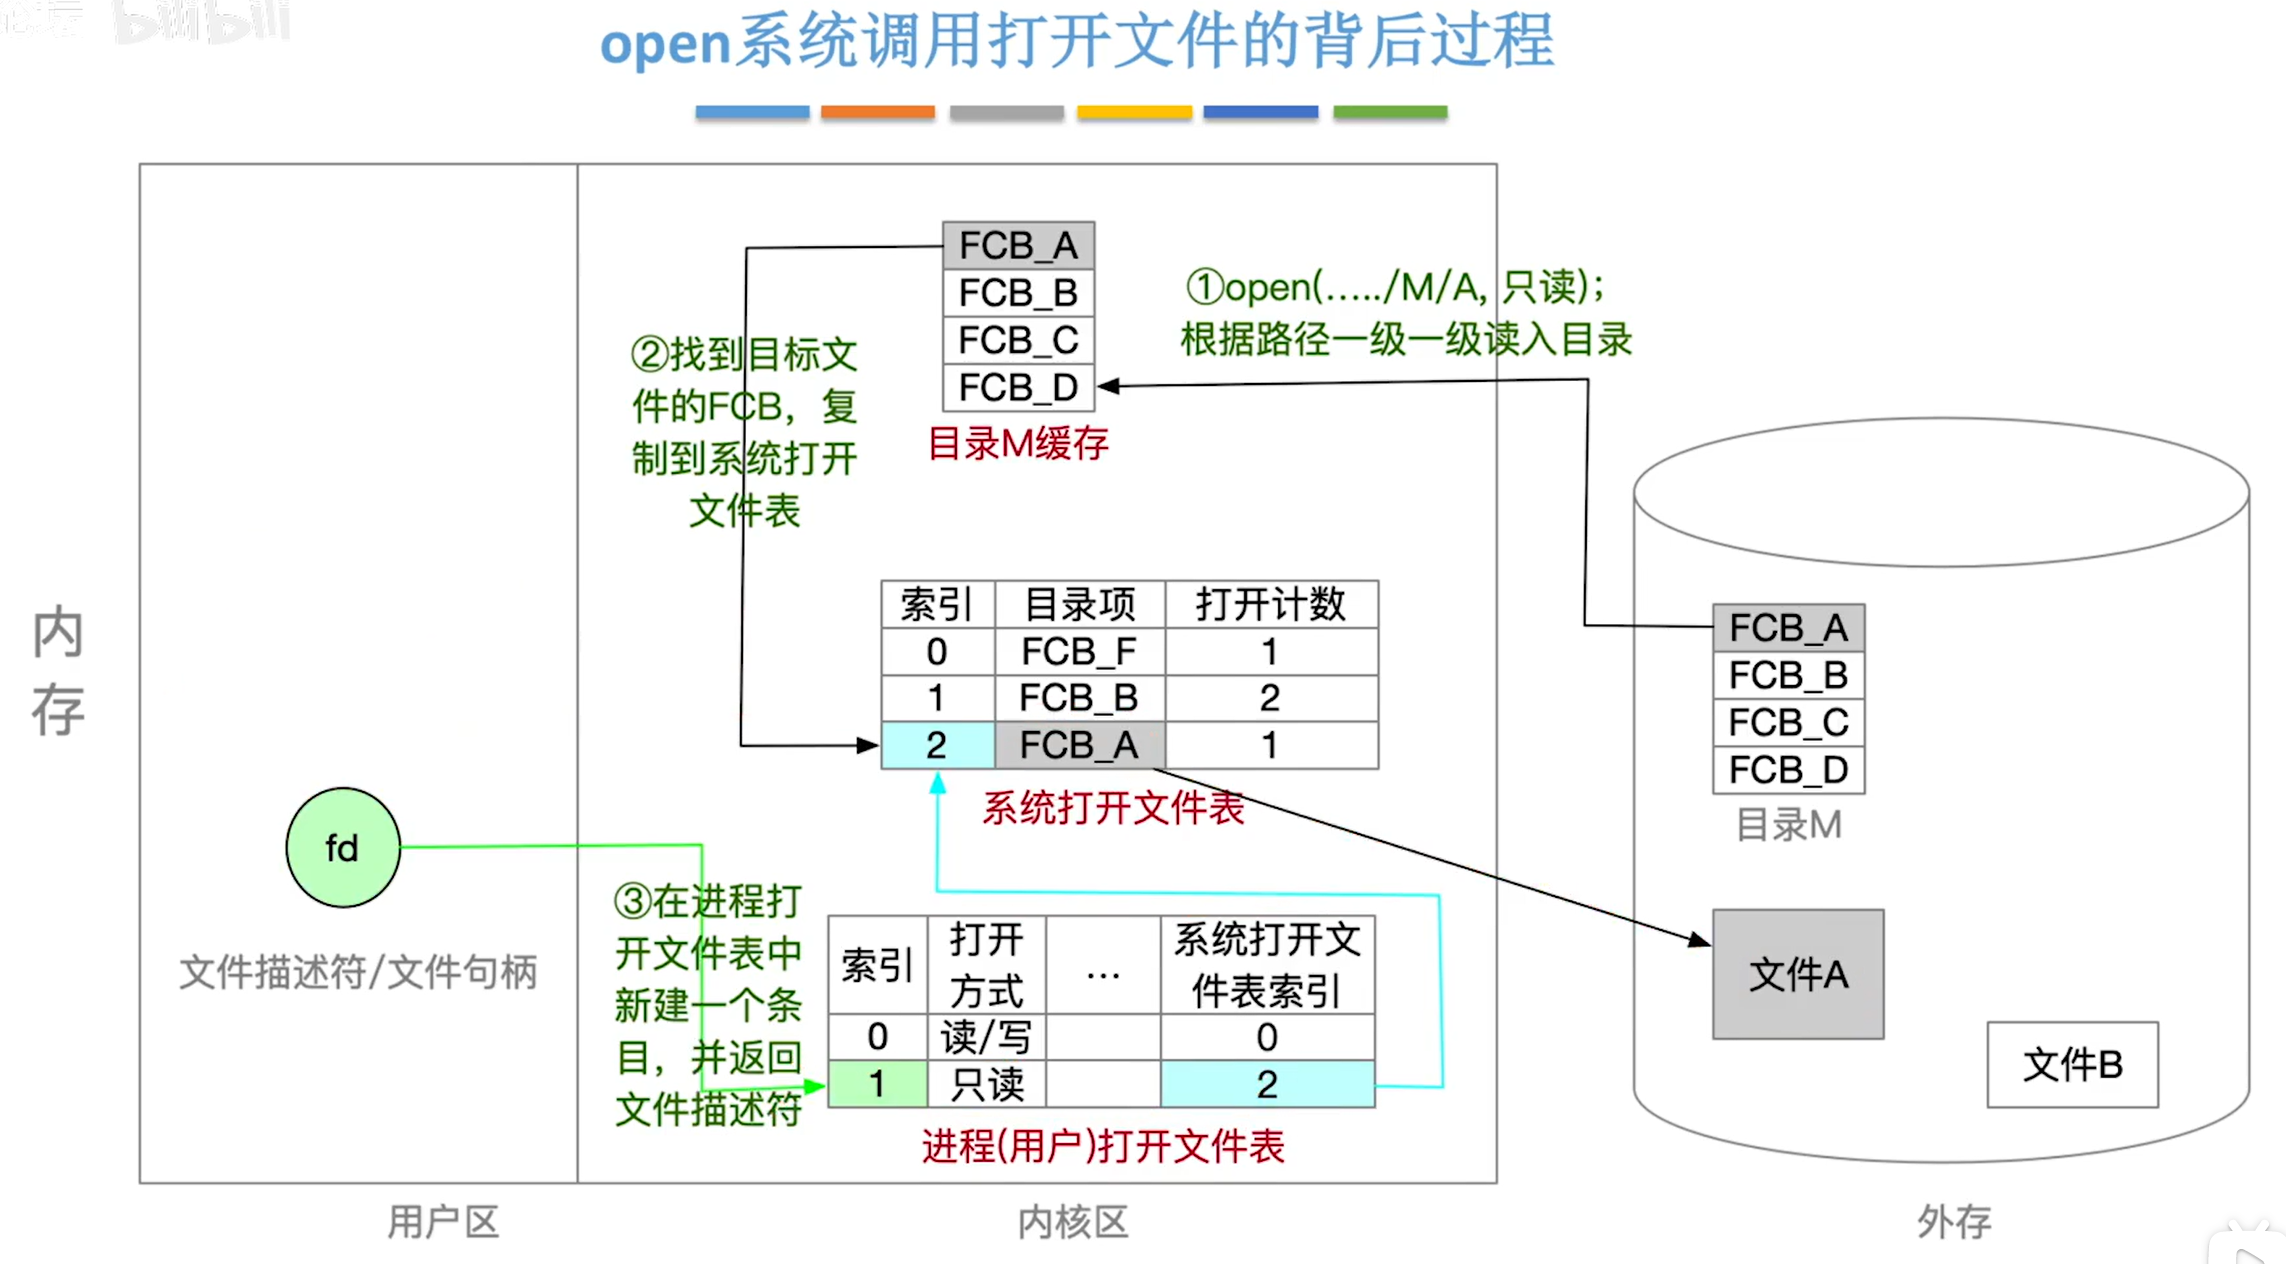 bilibili
open系统调用打开文件的背后过程
FCB_A
FCB_B
FCB_C
FCB_D
目录M缓存
①open(...../M/A, 只读);
根据路径一级一级读入目录
②找到目标文
件的FCB，复
制到系统打开
文件表
内
存
索引 目录项 打开计数
0 FCB_F 1
1 FCB_B 2
2 FCB_A 1
系统打开文件表
FCB_A
FCB_B
FCB_C
FCB_D
目录M
fd
文件描述符/文件句柄
③在进程打
开文件表中
新建一个条
目，并返回
文件描述符
索引 打开 ... 系统打开文
方式 件表索引
0 读/写 0
1 只读 2
进程(用户)打开文件表
文件A
文件B
用户区
内核区
外存